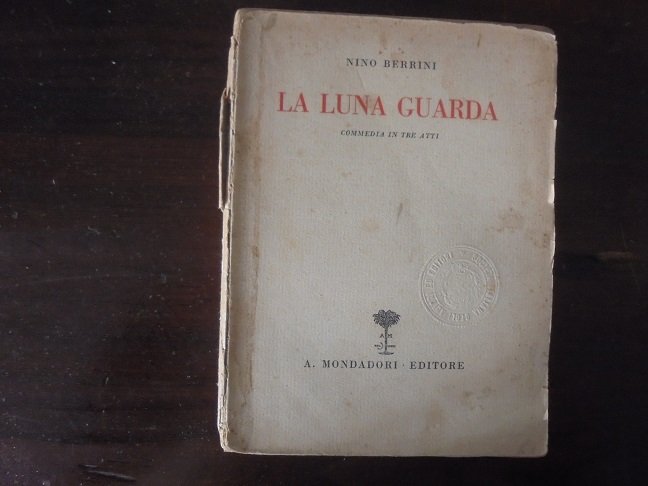 NINO BERRINI
LA LUNA GUARDA
COMMEDIA IN TRE ATTI
A M
A. MONDADORI · EDITORE